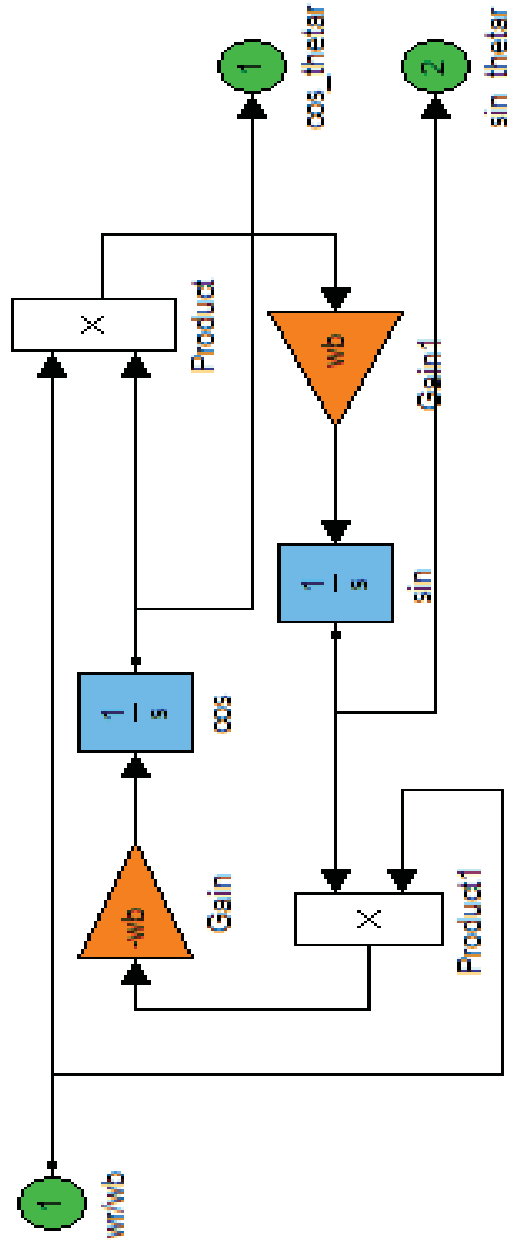 1
wr/wb
-wb
Gain
1
s
cos
X
Product
1
cos_thetar
X
Product1
1
s
sin
wb
Gain1
2
sin_thetar